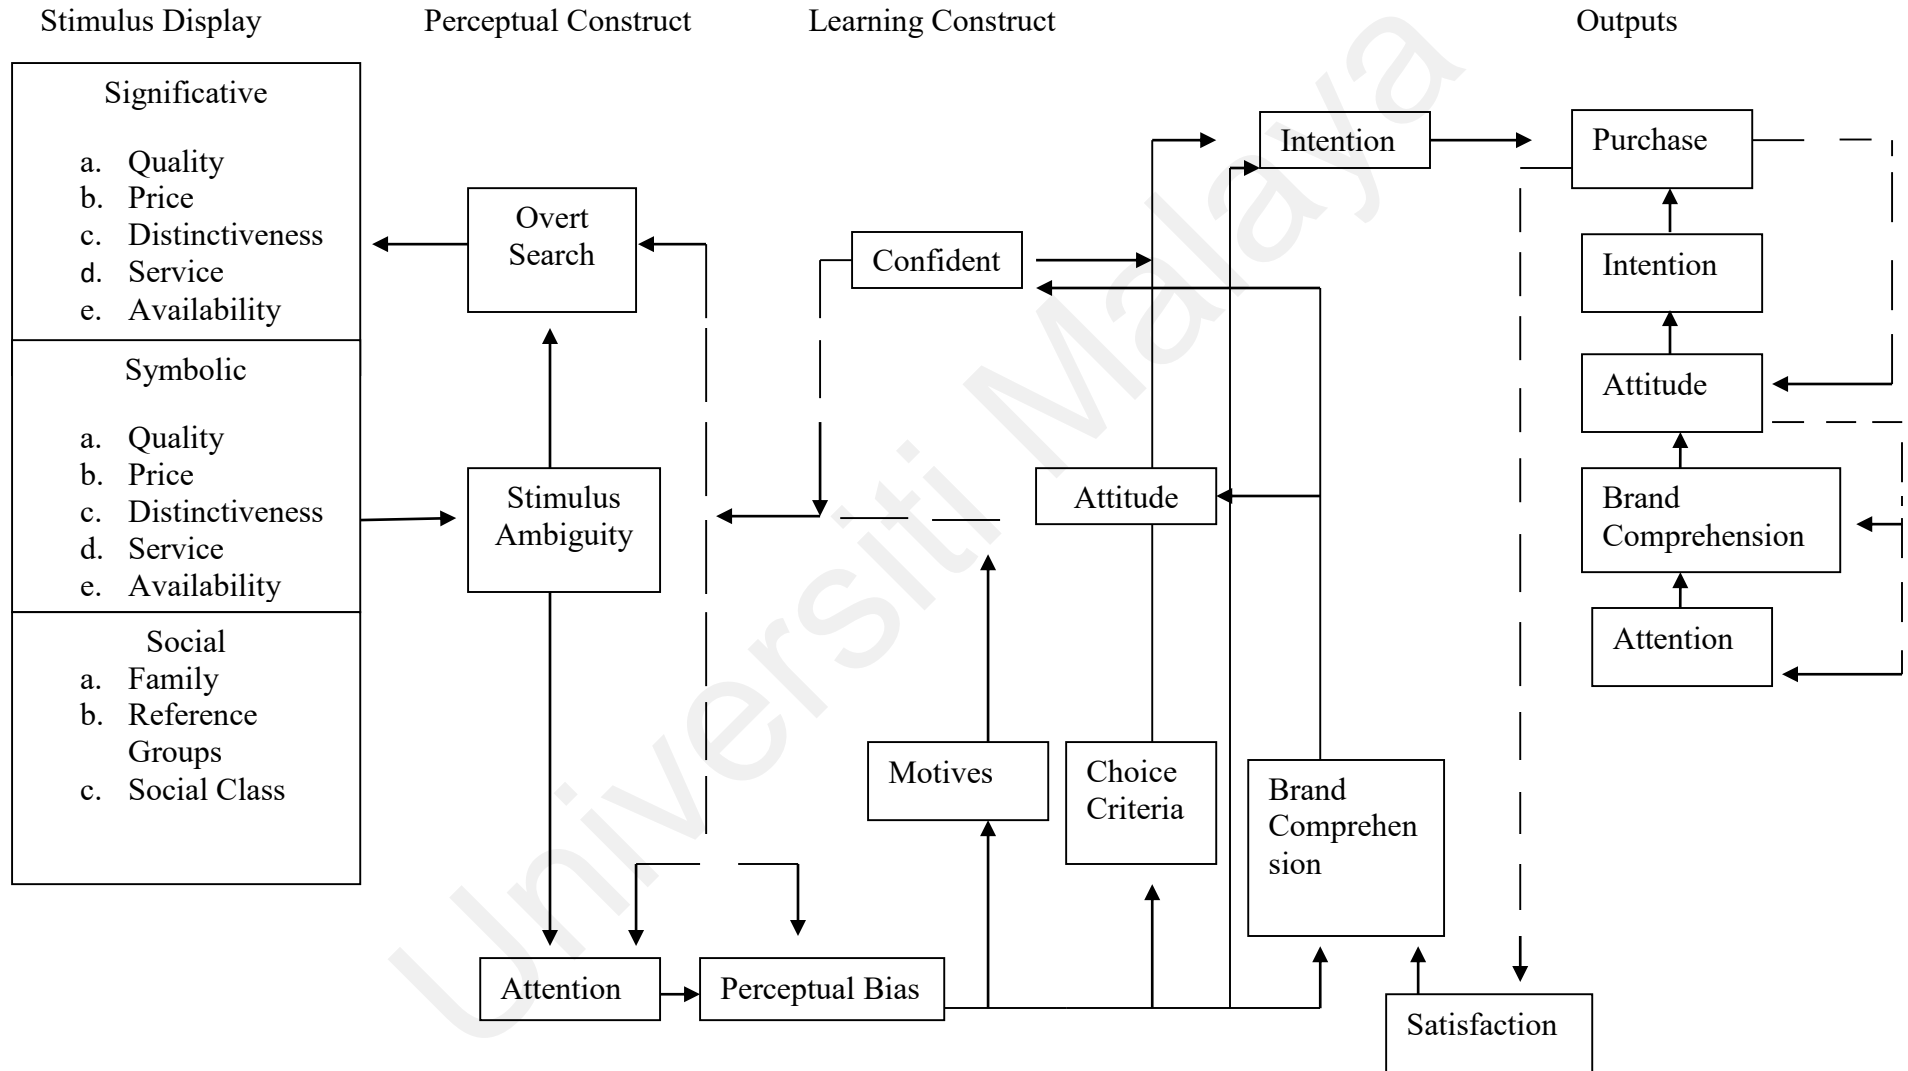 Stimulus Display
Perceptual Construct
Learning Construct
Outputs
Significative
a. Quality
b. Price
c. Distinctiveness
d. Service
e. Availability
Symbolic
a. Quality
b. Price
c. Distinctiveness
d. Service
e. Availability
Social
a. Family
b. Reference
Groups
c. Social Class
Overt
Search
Stimulus
Ambiguity
Attention
Perceptual Bias
Confident
Attitude
Motives
Choice
Criteria
Intention
Brand
Comprehen
sion
Satisfaction
Purchase
Intention
Attitude
Brand
Comprehension
Attention
Universiti Malaya